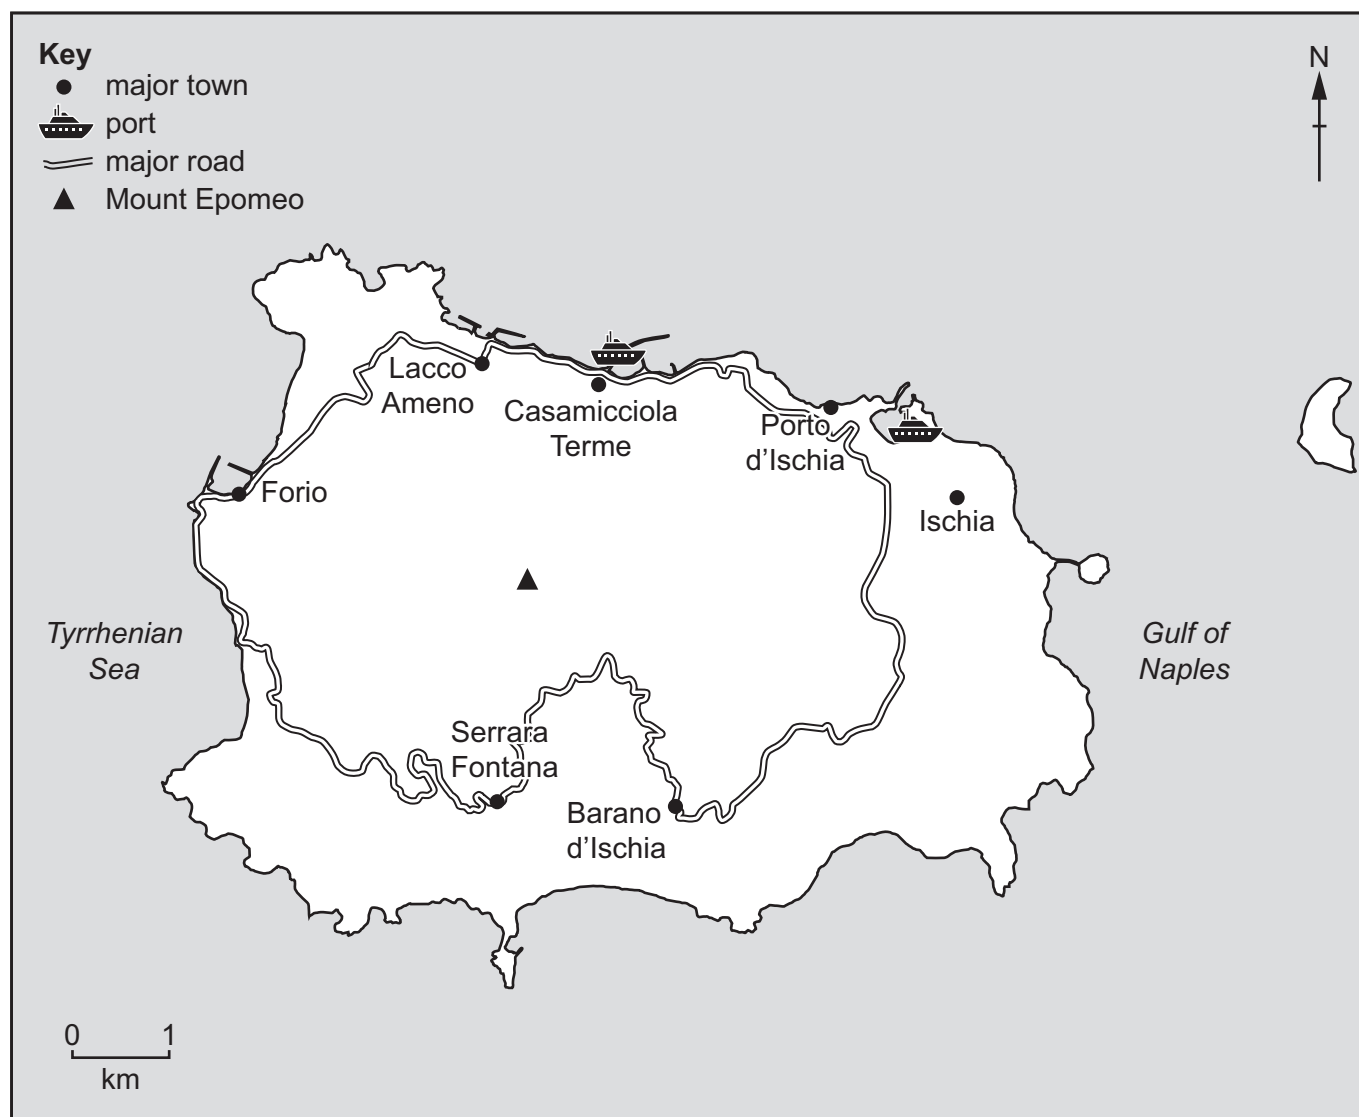 Key
major town
port
major road
Mount Epomeo
N
Lacco
Ameno
Casamicciola
Terme
Porto
d’Ischia
Forio
Ischia
Tyrrhenian
Sea
Gulf of
Naples
Serrara
Fontana
Barano
d’Ischia
0 1
km